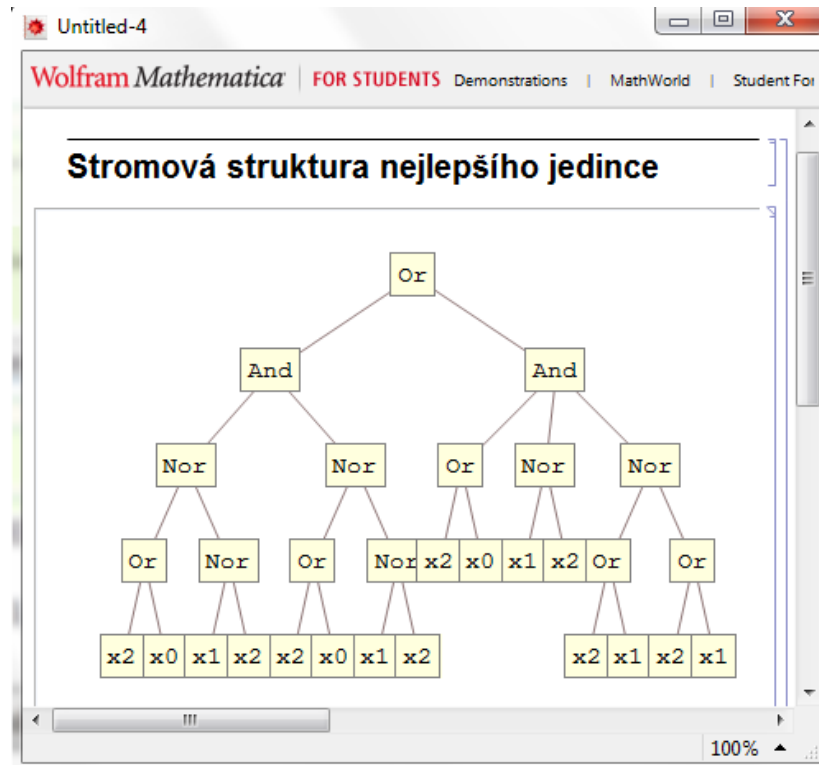 Untitled-4
Wolfram Mathematica FOR STUDENTS Demonstrations | MathWorld | Student For
Stromová struktura nejlepšího jedince
Or
And And
Nor Nor Or Nor Nor
Or Nor Or Nor x2 x0 x1 x2 Or Or
x2 x0 x1 x2 x2 x0 x1 x2 x2 x1 x2 x1
100%